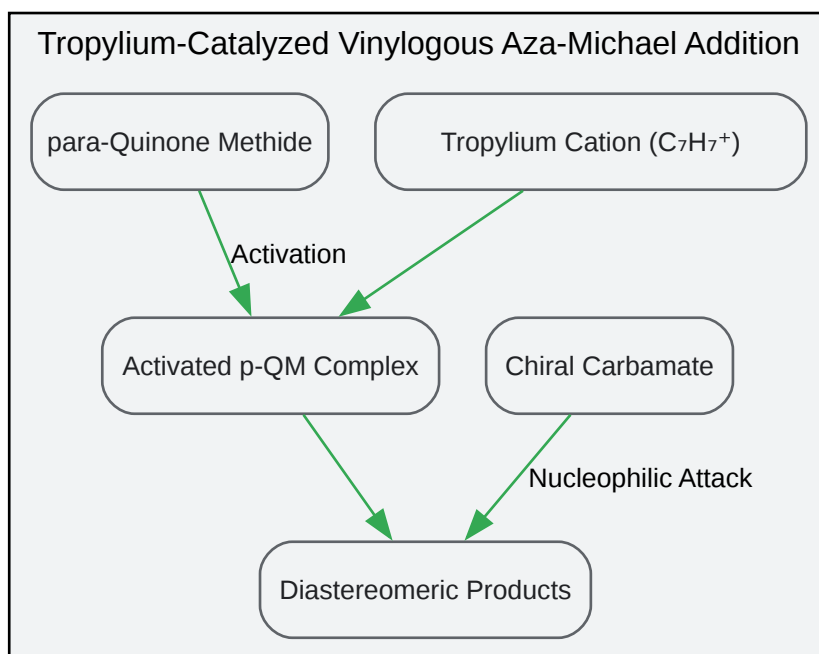 Tropylium-Catalyzed Vinylogous Aza-Michael Addition
para-Quinone Methide
Tropylium Cation (C₇H₇⁺)
Activation
Activated p-QM Complex
Chiral Carbamate
Nucleophilic Attack
Diastereomeric Products